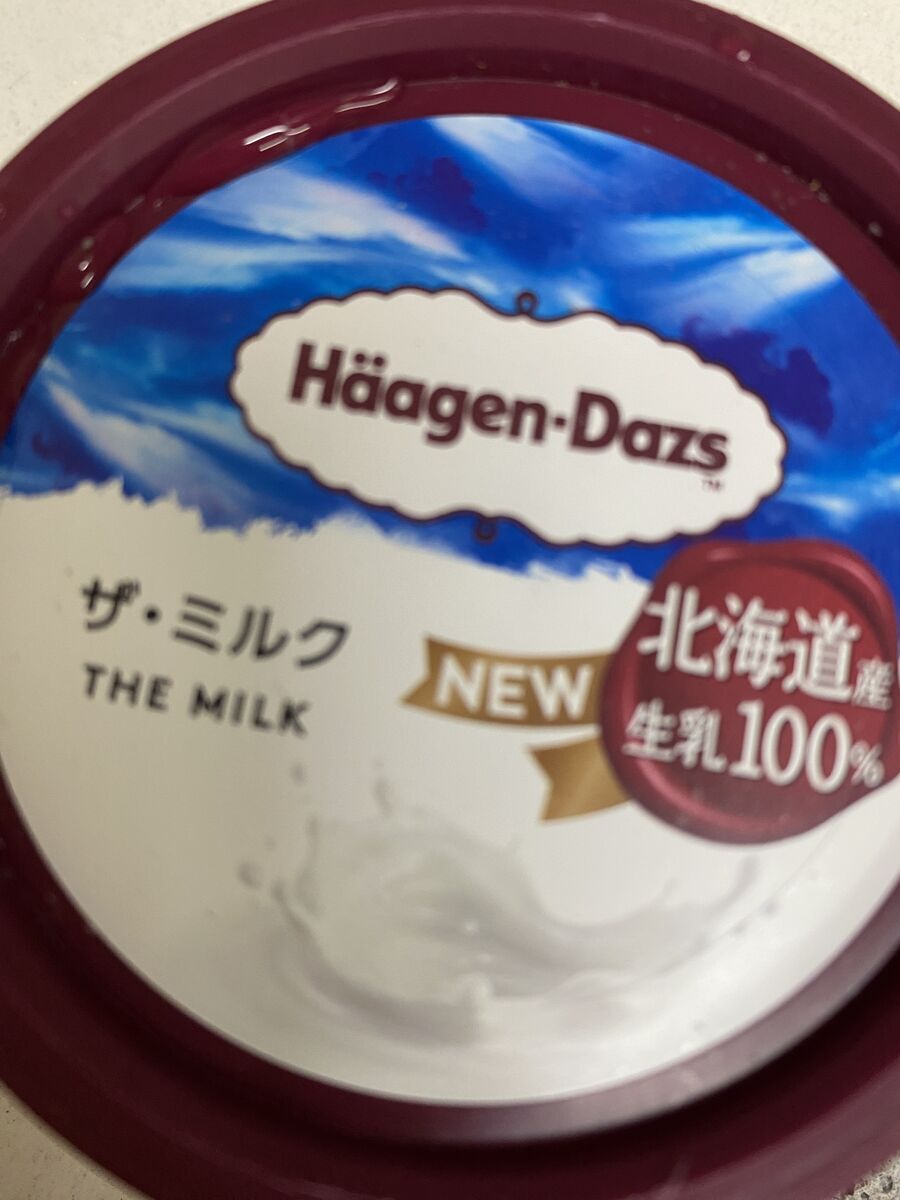 Häagen-Dazs
TM
ザ・ミルク
THE MILK
NEW
北海道産
生乳100%